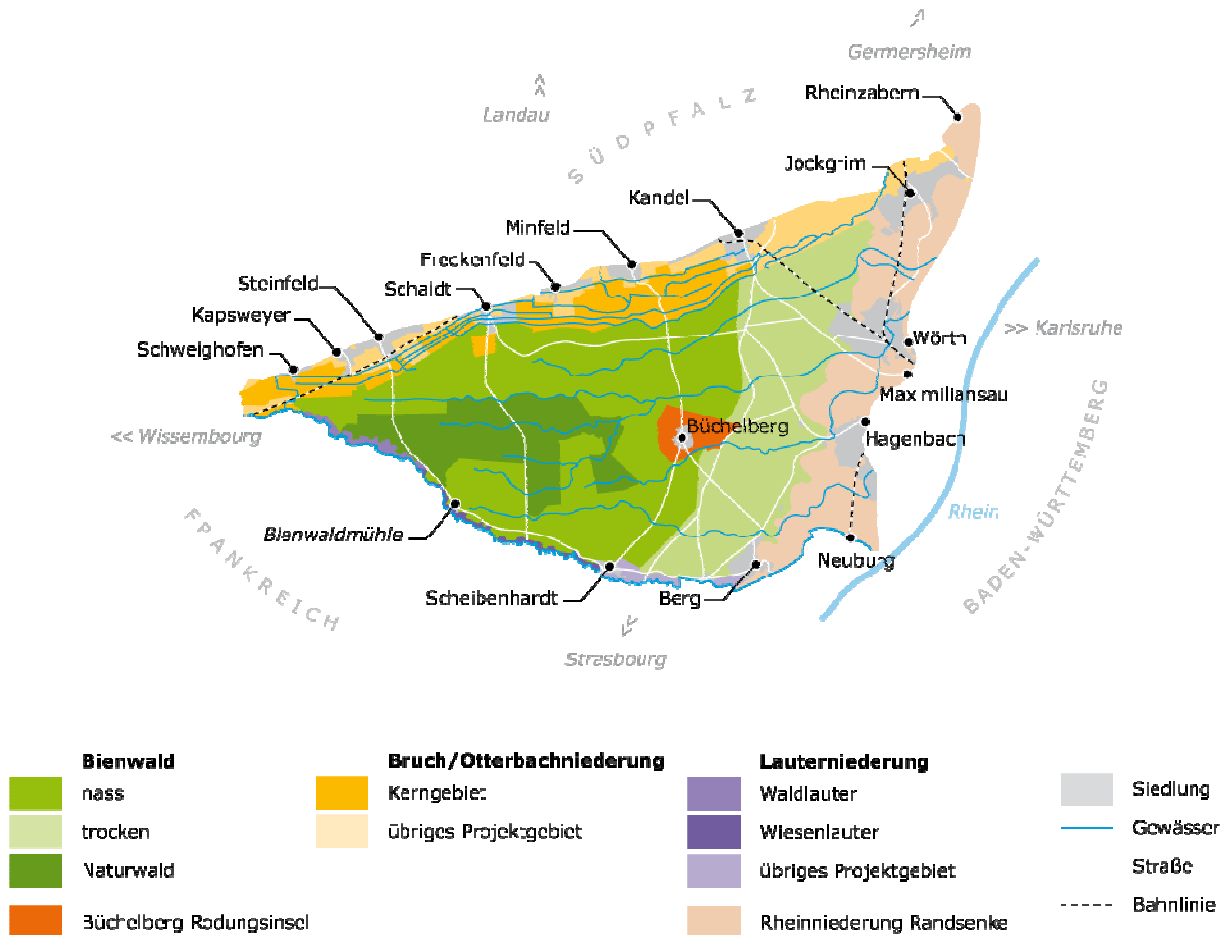 Germersheim
Rheinzabern
Landau
SÜDPFALZ
Jockgrim
Kandel
Minfeld
Freckenfeld
Steinfeld
Schaidt
Kapsweyer
Schweighofen
>> Karlsruhe
Wörth
Maximiliansau
Büchelberg
Hagenbach
<< Wissembourg
BADEN-WÜRTTEMBERG
Rhein
Bienwaldmühle
Neuburg
FRANKREICH
Scheibenhardt
Berg
Strasbourg
Bienwald
nass
trocken
Naturwald
Büchelberg Rodungsinsel
Bruch/Otterbachniederung
Kerngebiet
übriges Projektgebiet
Lauterniederung
Waldlauter
Wiesenlauter
übriges Projektgebiet
Rheinniederung Randsenke
Siedlung
Gewässer
Straße
Bahnlinie